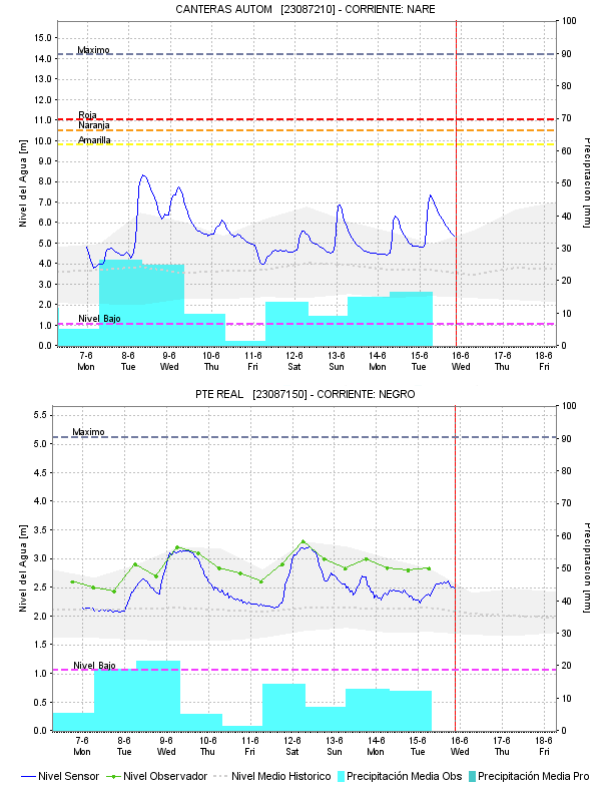 CANTERAS AUTOM [23087210] - CORRIENTE: NARE
Nivel del Agua [m]
15.0
14.0
13.0
12.0
11.0
10.0
9.0
8.0
7.0
6.0
5.0
4.0
3.0
2.0
1.0
0.0
Maximo
Roja
Naranja
Amarilla
Nivel Bajo
100
90
80
70
60
50
40
30
20
10
0
Precipitacion [mm]
7-6 8-6 9-6 10-6 11-6 12-6 13-6 14-6 15-6 16-6 17-6 18-6
Mon Tue Wed Thu Fri Sat Sun Mon Tue Wed Thu Fri
PTE REAL [23087150] - CORRIENTE: NEGRO
Nivel del Agua [m]
5.5
5.0
4.5
4.0
3.5
3.0
2.5
2.0
1.5
1.0
0.5
0.0
Maximo
Nivel Bajo
100
90
80
70
60
50
40
30
20
10
0
Precipitacion [mm]
7-6 8-6 9-6 10-6 11-6 12-6 13-6 14-6 15-6 16-6 17-6 18-6
Mon Tue Wed Thu Fri Sat Sun Mon Tue Wed Thu Fri
Nivel Sensor Nivel Observador Nivel Medio Historico Precipitación Media Obs Precipitación Media Pro